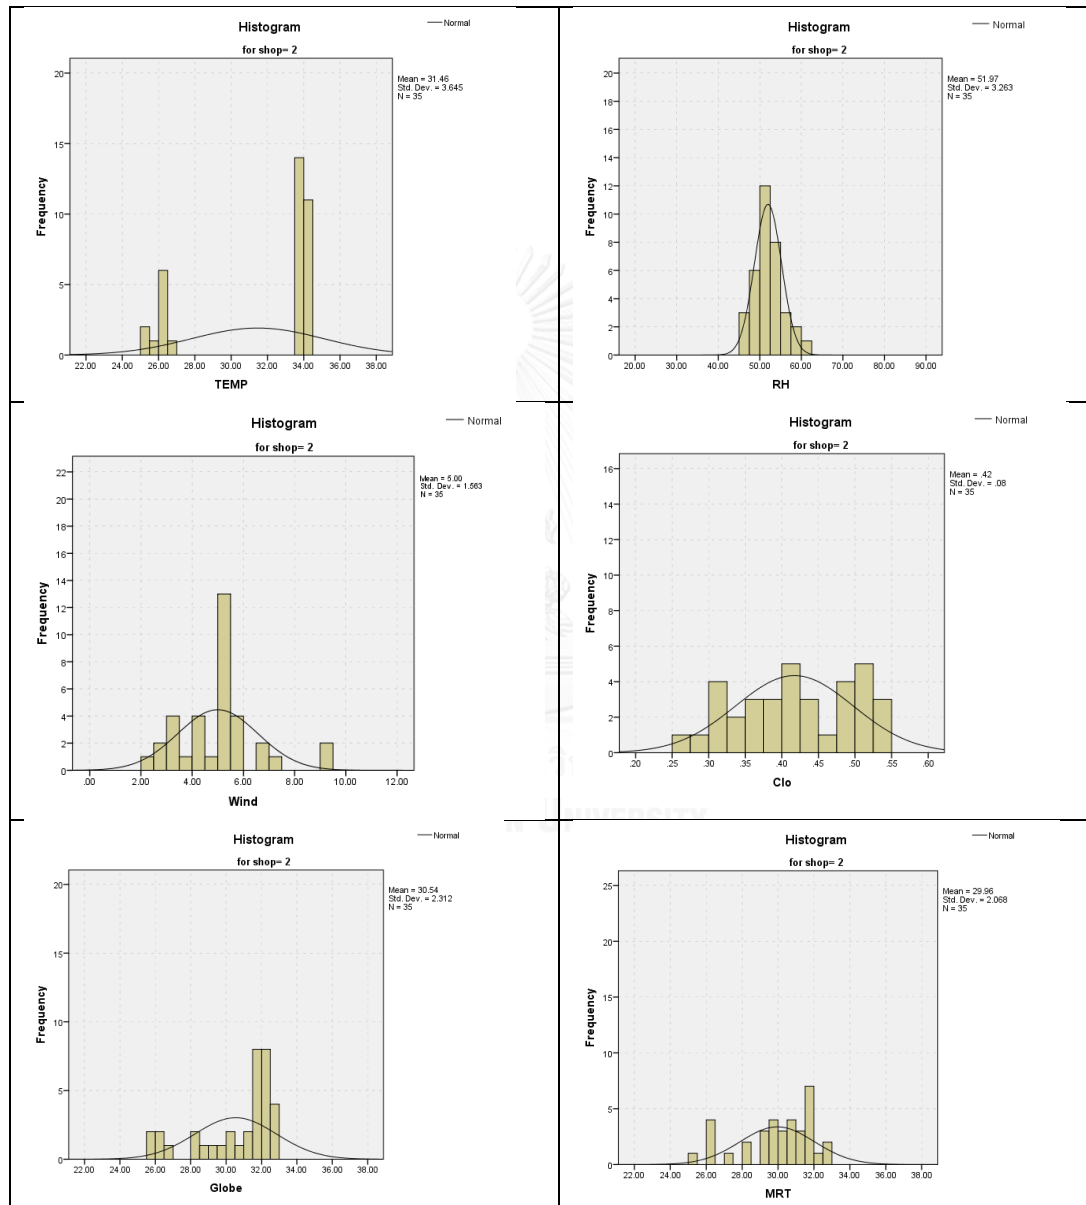 Histogram
Normal
for shop= 2
Mean = 31.46
Std. Dev. = 3.645
N = 35
20
15
10
5
0
Frequency
22.00 24.00 26.00 28.00 30.00 32.00 34.00 36.00 38.00
TEMP
Histogram
Normal
for shop= 2
Mean = 51.97
Std. Dev. = 3.263
N = 35
20
18
16
14
12
10
8
6
4
2
0
Frequency
20.00 30.00 40.00 50.00 60.00 70.00 80.00 90.00
RH
Histogram
Normal
for shop= 2
Mean = 5.00
Std. Dev. = 1.563
N = 35
22
20
18
16
14
12
10
8
6
4
2
0
Frequency
.00 2.00 4.00 6.00 8.00 10.00 12.00
Wind
Histogram
Normal
for shop= 2
Mean = .42
Std. Dev. = .08
N = 35
16
14
12
10
8
6
4
2
0
Frequency
.20 .25 .30 .35 .40 .45 .50 .55 .60
Clo
UNIVERSITY
Histogram
Normal
for shop= 2
Mean = 30.54
Std. Dev. = 2.312
N = 35
20
15
10
5
0
Frequency
22.00 24.00 26.00 28.00 30.00 32.00 34.00 36.00 38.00
Globe
Histogram
Normal
for shop= 2
Mean = 29.96
Std. Dev. = 2.068
N = 35
25
20
15
10
5
0
Frequency
22.00 24.00 26.00 28.00 30.00 32.00 34.00 36.00 38.00
MRT